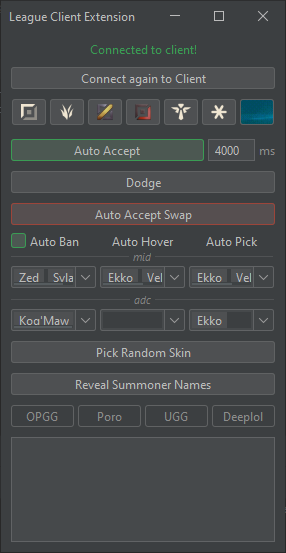 League Client Extension
Connected to client!
Connect again to Client
Auto Accept 4000 ms
Dodge
Auto Accept Swap
Auto Ban Auto Hover Auto Pick
mid
Zed Syla Ekko Vel Ekko Vel
adc
Kog'Maw Ekko
Pick Random Skin
Reveal Summoner Names
OPGG Poro UGG Deeplol